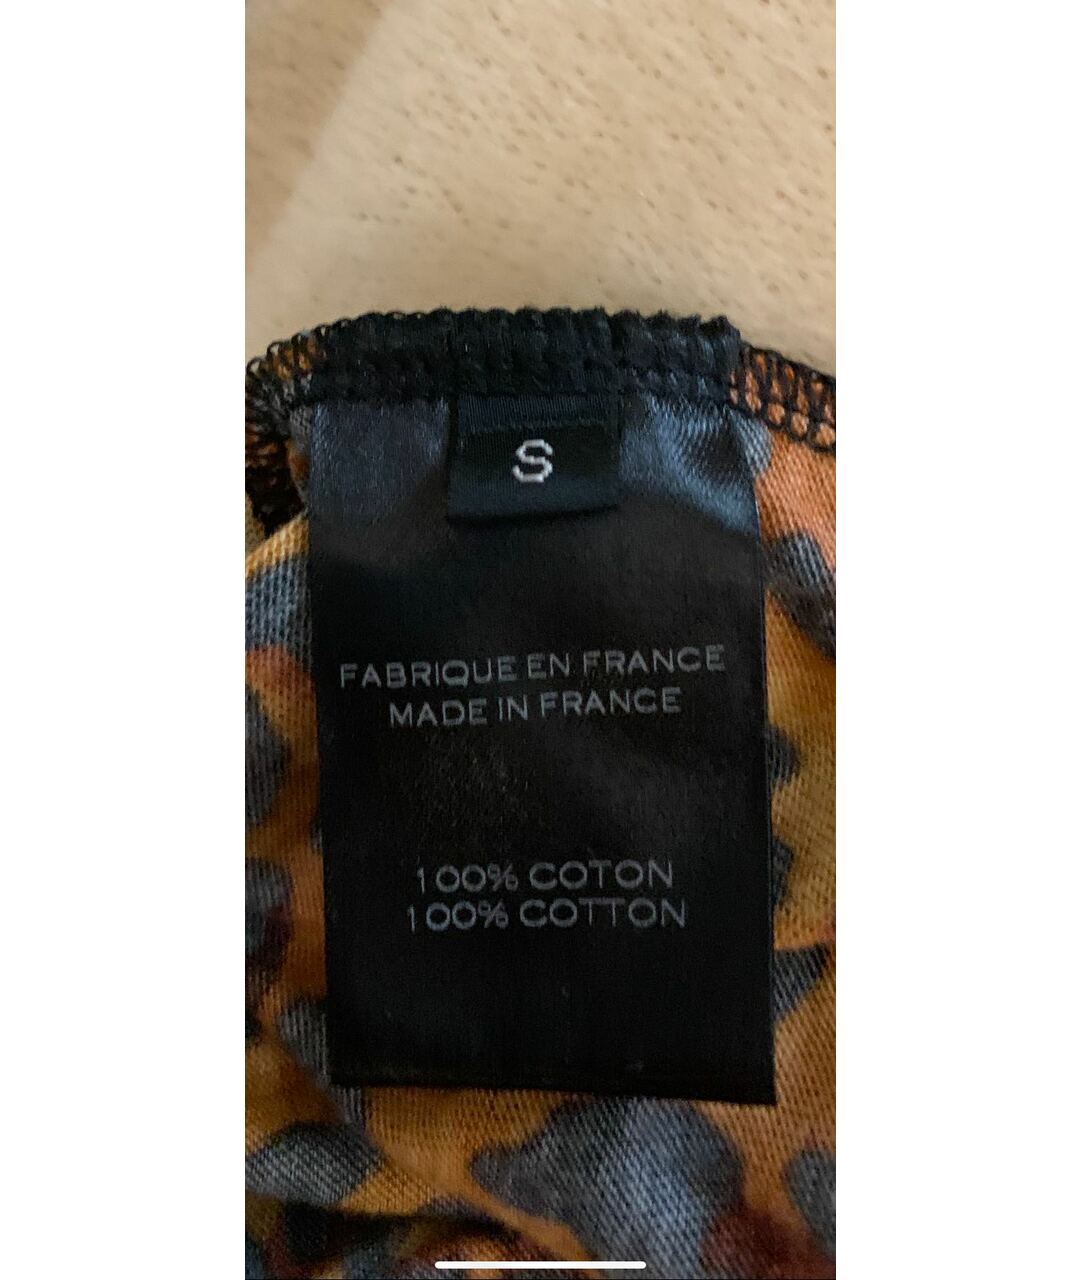 S
FABRIQUE EN FRANCE
MADE IN FRANCE
100% COTON
100% COTTON